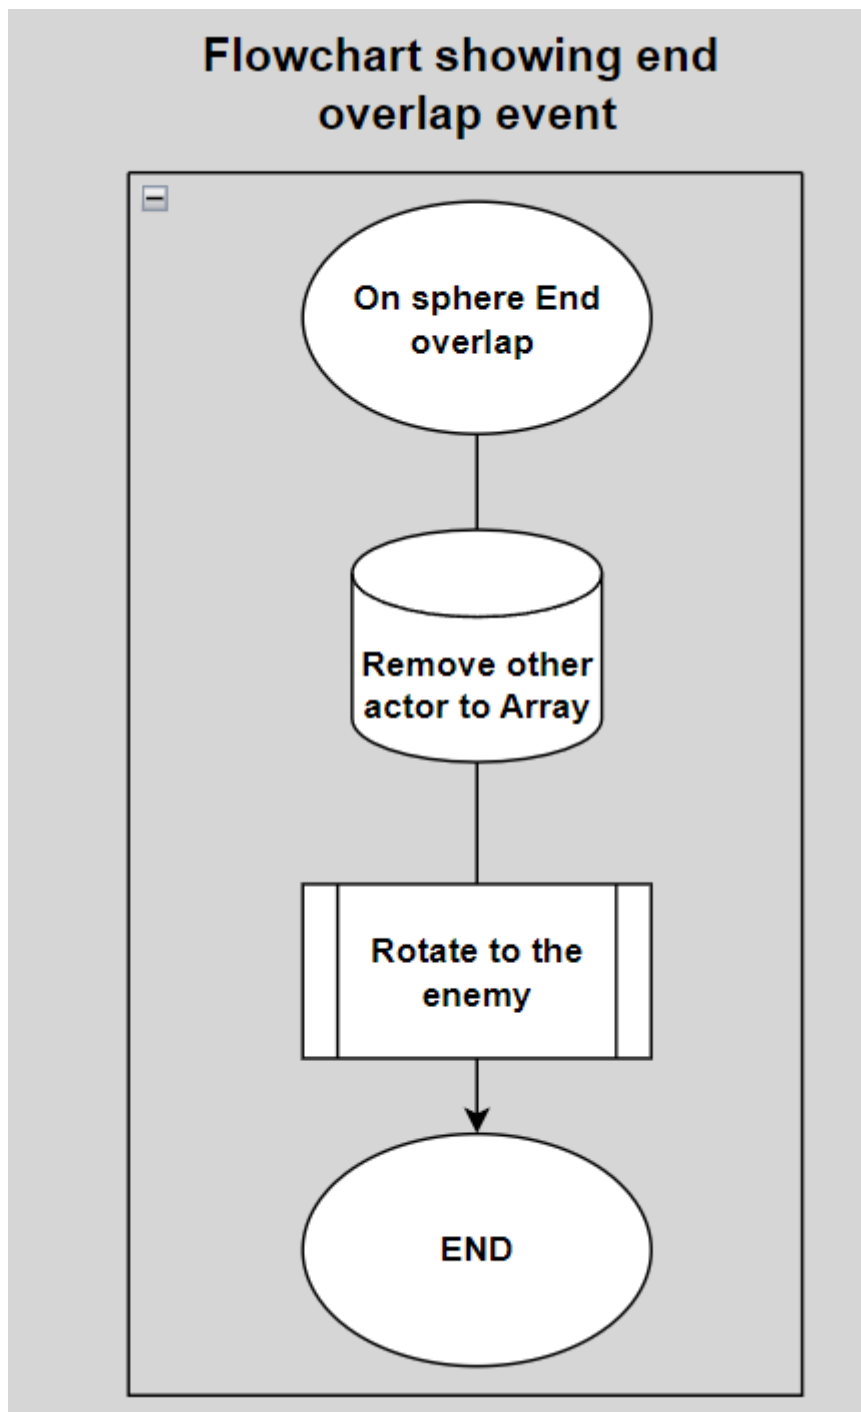 Flowchart showing end
overlap event
On sphere End
overlap
Remove other
actor to Array
Rotate to the
enemy
END